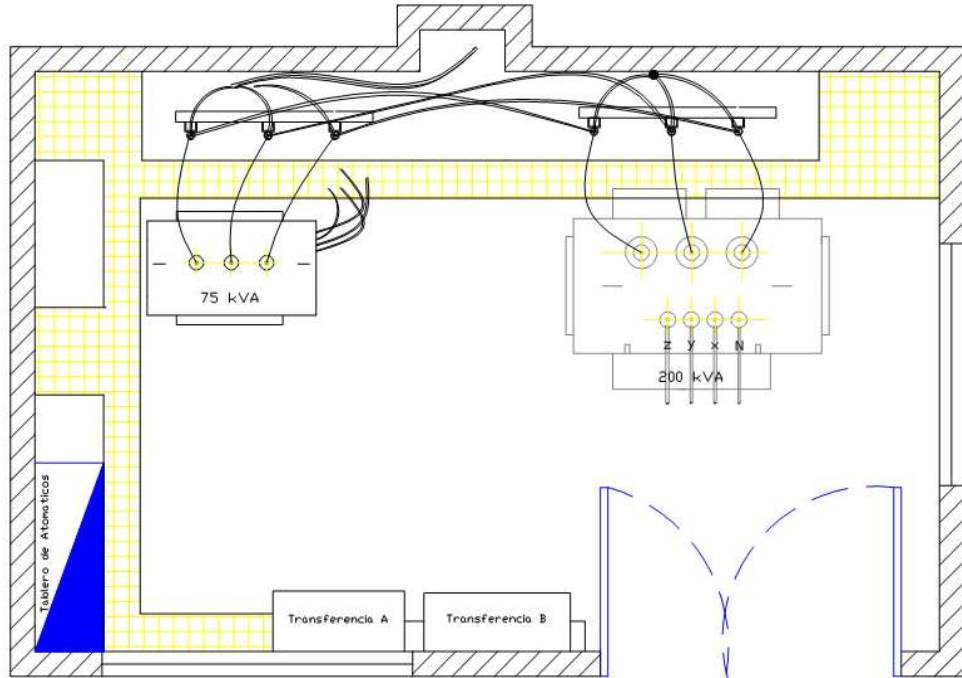 75 kVA
z y x N
200 kVA
Tablero de Atomaticos
Transferencia A
Transferencia B